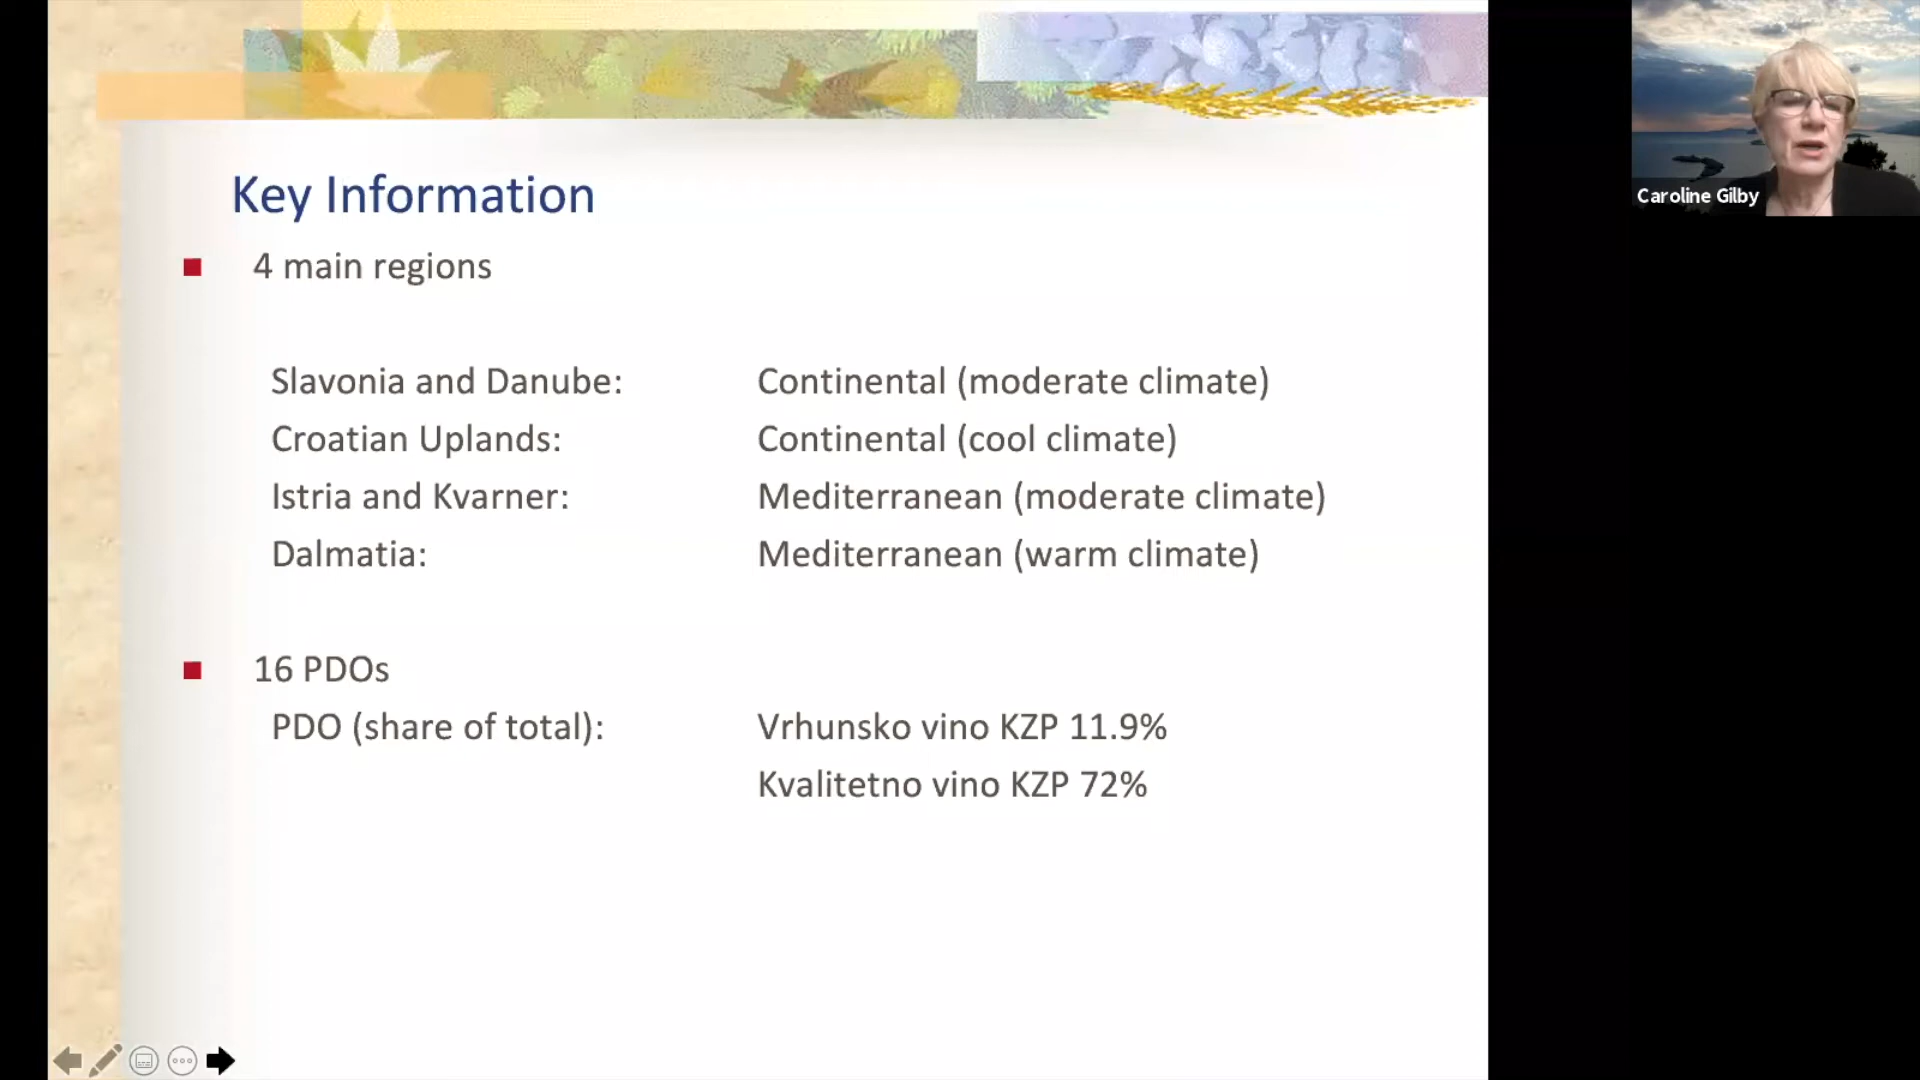 Key Information
4 main regions
Slavonia and Danube: Continental (moderate climate)
Croatian Uplands: Continental (cool climate)
Istria and Kvarner: Mediterranean (moderate climate)
Dalmatia: Mediterranean (warm climate)
16 PDOs
PDO (share of total): Vrhunsko vino KZP 11.9%
Kvalitetno vino KZP 72%
Caroline Gilby